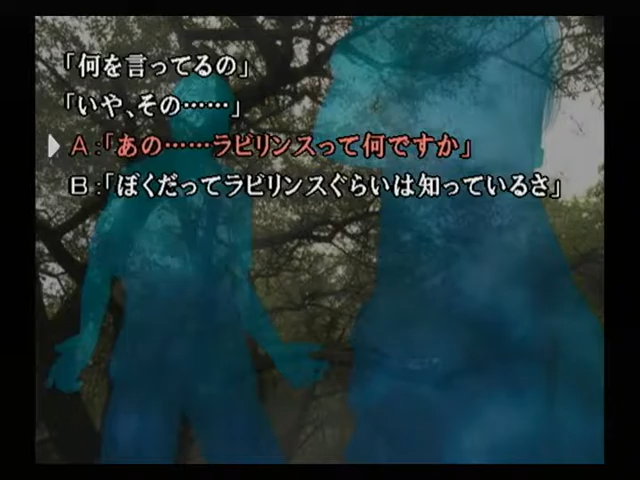 「何を言ってるの」
「いや、その……」
A:「あの……ラビリンスって何ですか」
B:「ぼくだってラビリンスぐらいは知っているさ」